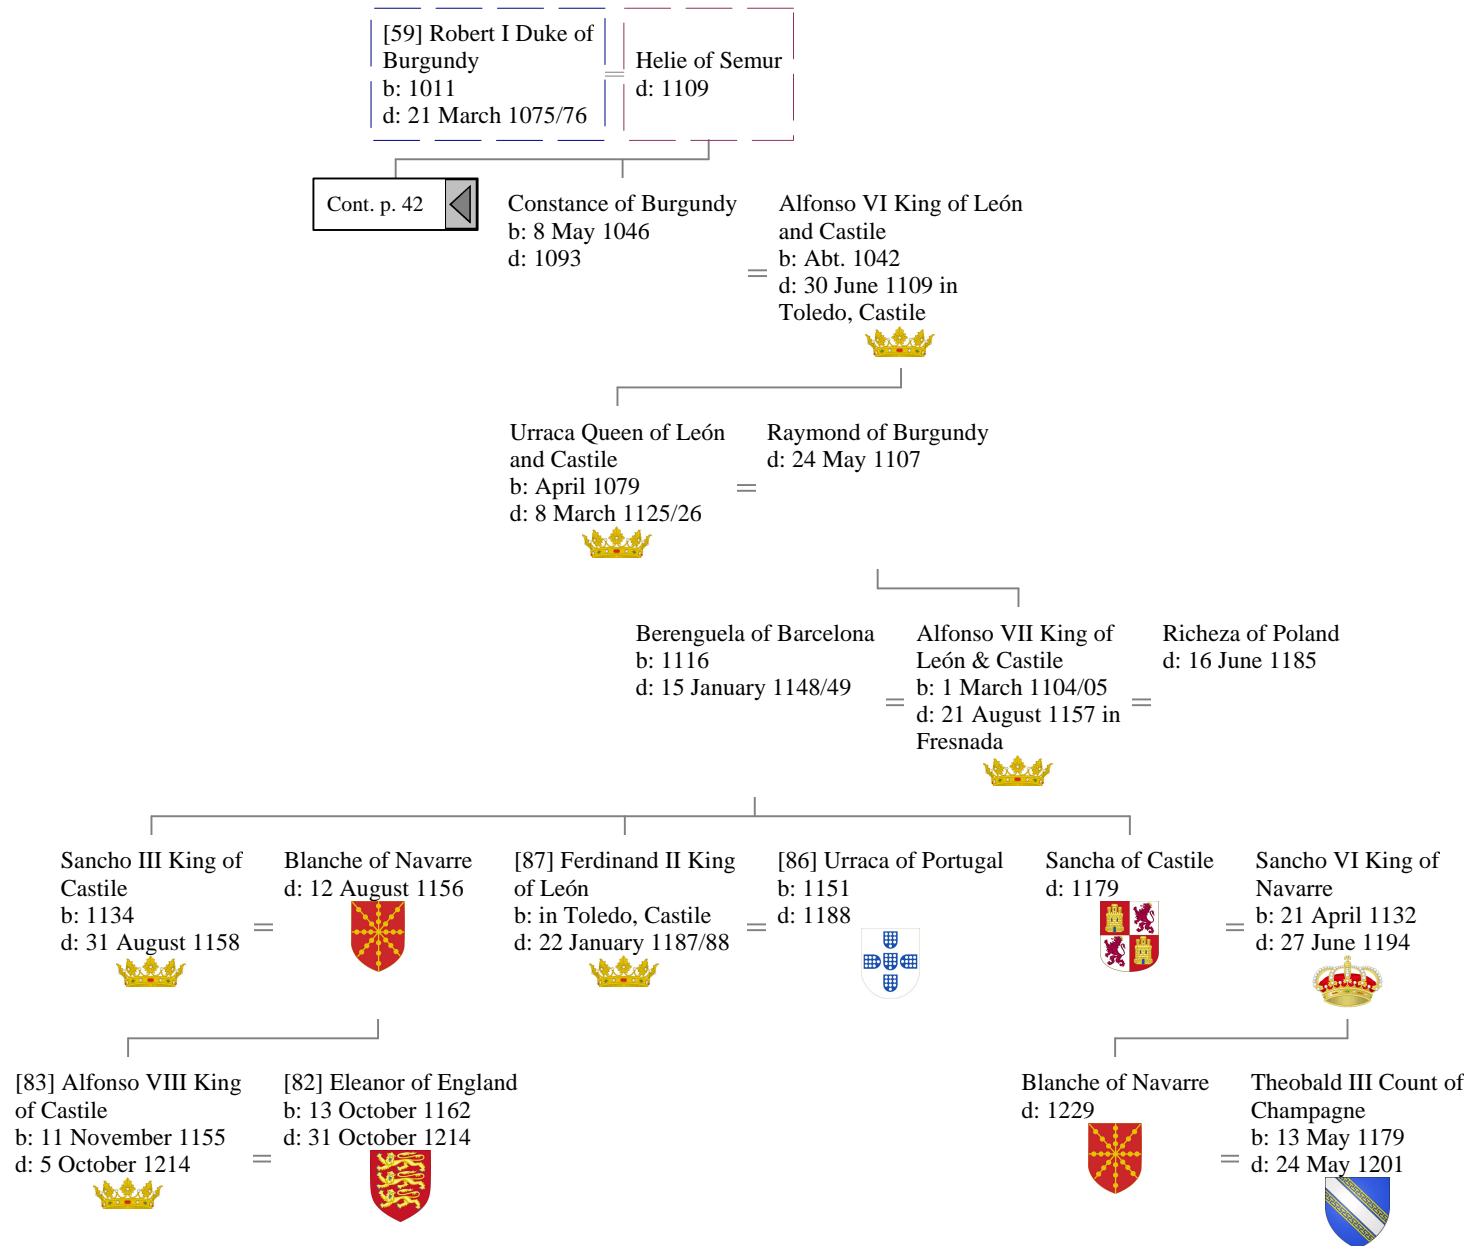 [59] Robert I Duke of
Burgundy
b: 1011
d: 21 March 1075/76
Helie of Semur
d: 1109
Cont. p. 42
Constance of Burgundy
b: 8 May 1046
d: 1093
Alfonso VI King of León
and Castile
b: Abt. 1042
d: 30 June 1109 in
Toledo, Castile
Urraca Queen of León
and Castile
b: April 1079
d: 8 March 1125/26
Raymond of Burgundy
d: 24 May 1107
Berenguela of Barcelona
b: 1116
d: 15 January 1148/49
Alfonso VII King of
León & Castile
b: 1 March 1104/05
d: 21 August 1157 in
Fresnada
Richeza of Poland
d: 16 June 1185
Sancho III King of
Castile
b: 1134
d: 31 August 1158
Blanche of Navarre
d: 12 August 1156
[87] Ferdinand II King
of León
b: in Toledo, Castile
d: 22 January 1187/88
[86] Urraca of Portugal
b: 1151
d: 1188
Sancha of Castile
d: 1179
Sancho VI King of
Navarre
b: 21 April 1132
d: 27 June 1194
[83] Alfonso VIII King
of Castile
b: 11 November 1155
d: 5 October 1214
[82] Eleanor of England
b: 13 October 1162
d: 31 October 1214
Blanche of Navarre
d: 1229
Theobald III Count of
Champagne
b: 13 May 1179
d: 24 May 1201